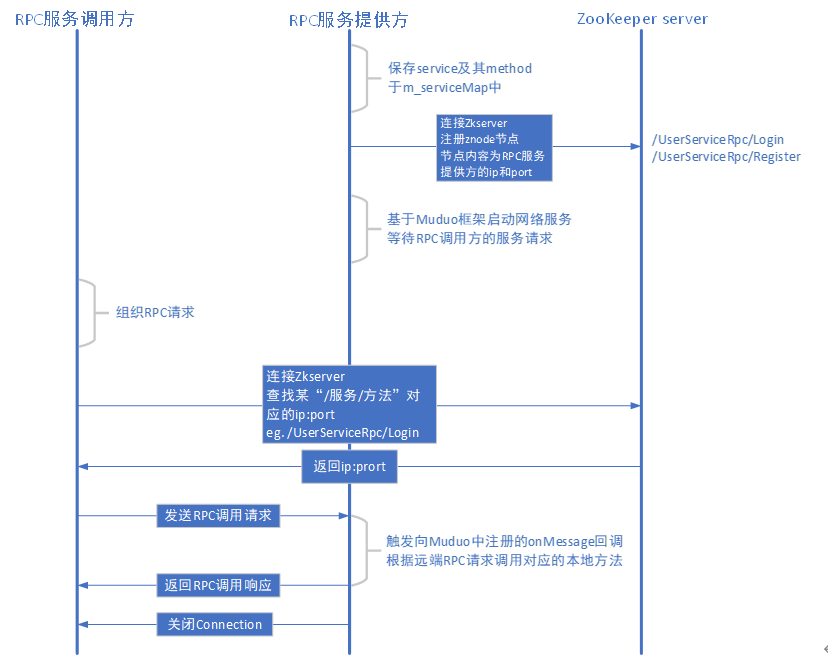 RPC服务调用方
RPC服务提供方
ZooKeeper server
保存service及其method
于m_serviceMap中
连接Zkserver
注册znode节点
节点内容为RPC服务
提供方的ip和port
/UserServiceRpc/Login
/UserServiceRpc/Register
基于Muduo框架启动网络服务
等待RPC调用方的服务请求
组织RPC请求
连接Zkserver
查找某“/服务/方法”对
应的ip:port
eg. /UserServiceRpc/Login
返回ip:prort
发送RPC调用请求
触发向Muduo中注册的onMessage回调
根据远端RPC请求调用对应的本地方法
返回RPC调用响应
关闭Connection